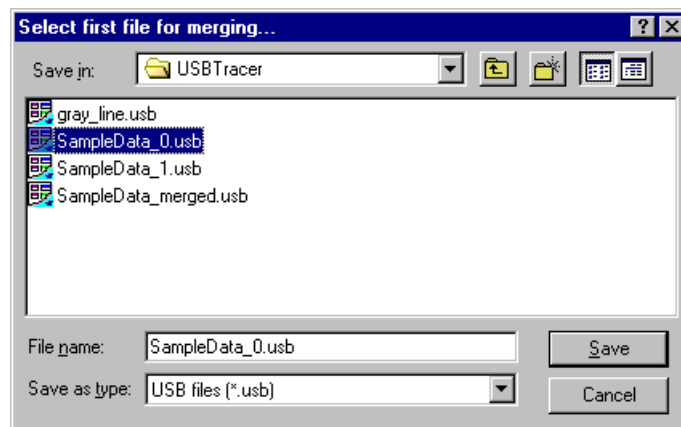 Select first file for merging...
Save in: USBTracer
gray_line.usb
SampleData_0.usb
SampleData_1.usb
SampleData_merged.usb
File name: SampleData_0.usb Save
Save as type: USB files (*.usb) Cancel